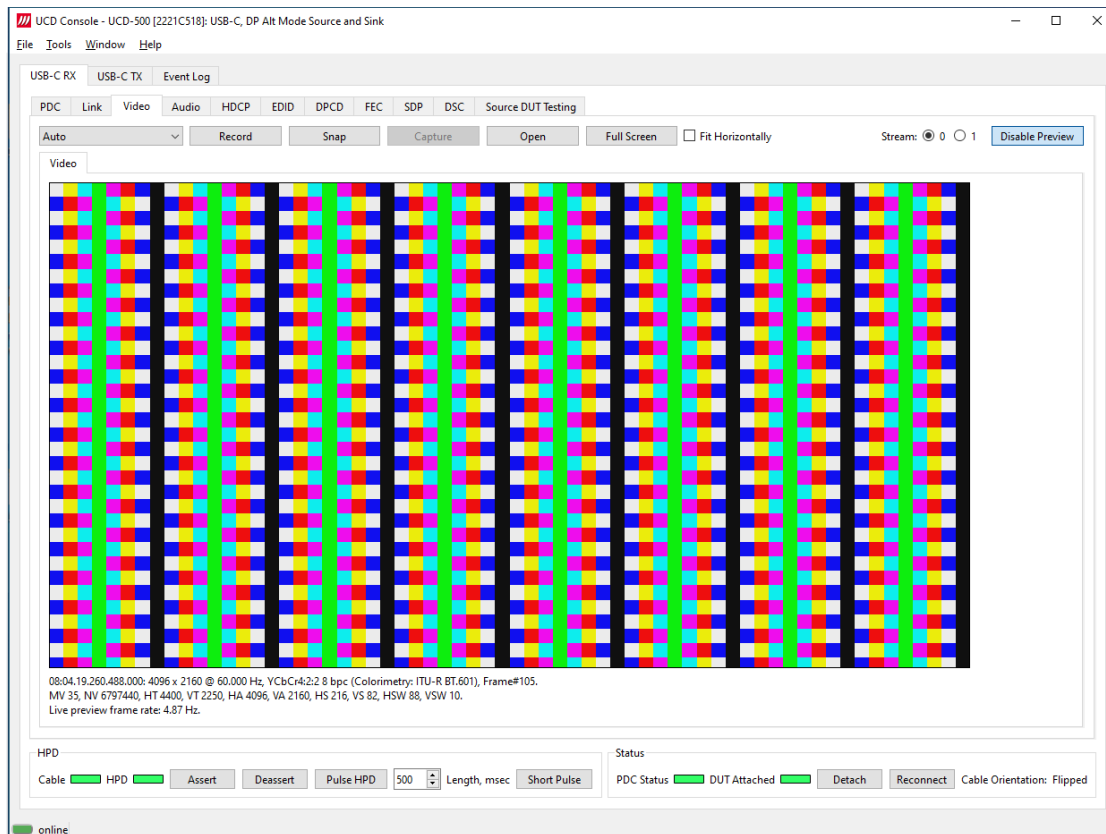 UCD Console - UCD-500 [2221C518]: USB-C, DP Alt Mode Source and Sink
File Tools Window Help
USB-C RX USB-C TX Event Log
PDC Link Video Audio HDCP EDID DPCD FEC SDP DSC Source DUT Testing
Auto Record Snap Capture Open Full Screen Fit Horizontally Stream: 0 1 Disable Preview
Video
08:04.19.260.488.000: 4096 x 2160 @ 60.000 Hz, YCbCr4:2:2 8 bpc (Colorimetry: ITU-R BT.601), Frame#105.
MV 35, NV 6797440, HT 4400, VT 2250, HA 4096, VA 2160, HS 216, VS 82, HSW 88, VSW 10.
Live preview frame rate: 4.87 Hz.
HPD Status
Cable HPD Assert Deassert Pulse HPD 500 Length, msec Short Pulse PDC Status DUT Attached Detach Reconnect Cable Orientation: Flipped
online